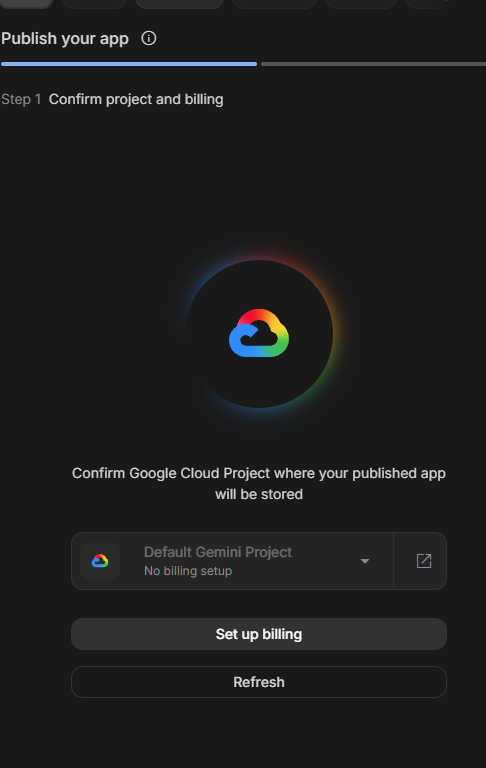 Publish your app
Step 1 Confirm project and billing
Confirm Google Cloud Project where your published app
will be stored
Default Gemini Project
No billing setup
Set up billing
Refresh